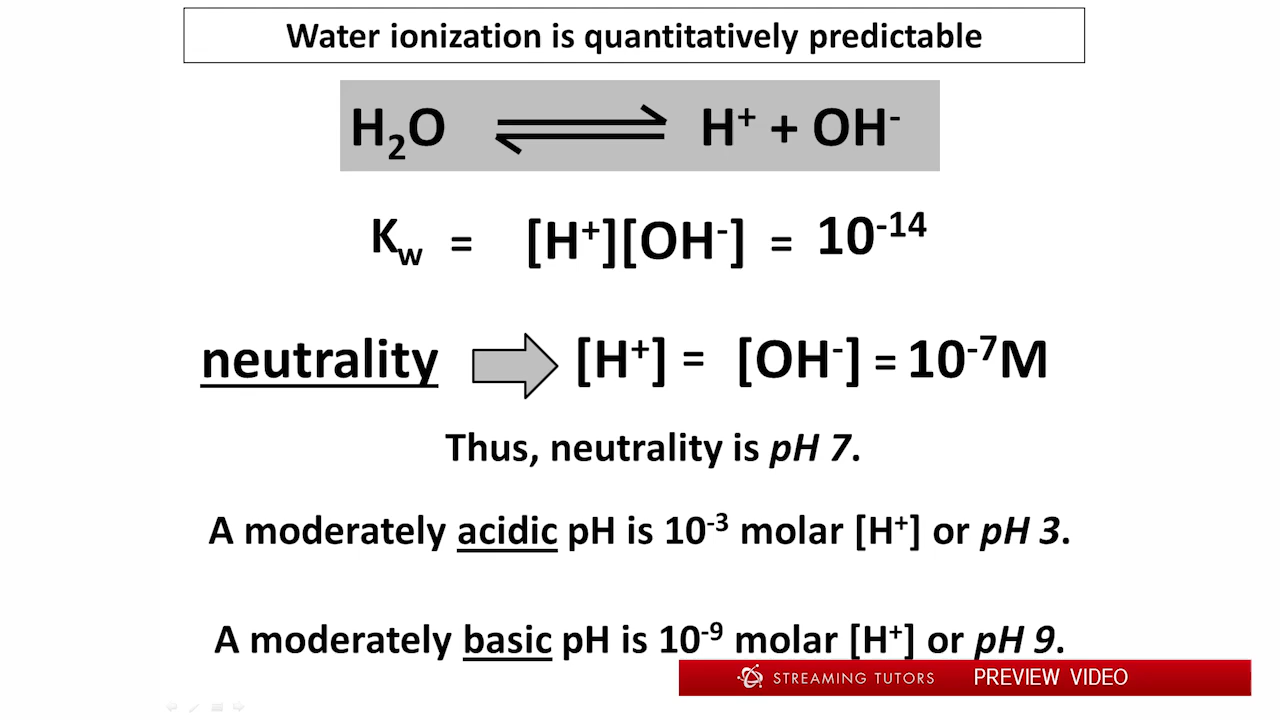 Water ionization is quantitatively predictable
H₂O ⇌ H⁺ + OH⁻
K_w = [H⁺][OH⁻] = 10⁻¹⁴
neutrality [H⁺] = [OH⁻] = 10⁻⁷M
Thus, neutrality is pH 7.
A moderately acidic pH is 10⁻³ molar [H⁺] or pH 3.
A moderately basic pH is 10⁻⁹ molar [H⁺] or pH 9.
STREAMING TUTORS PREVIEW VIDEO